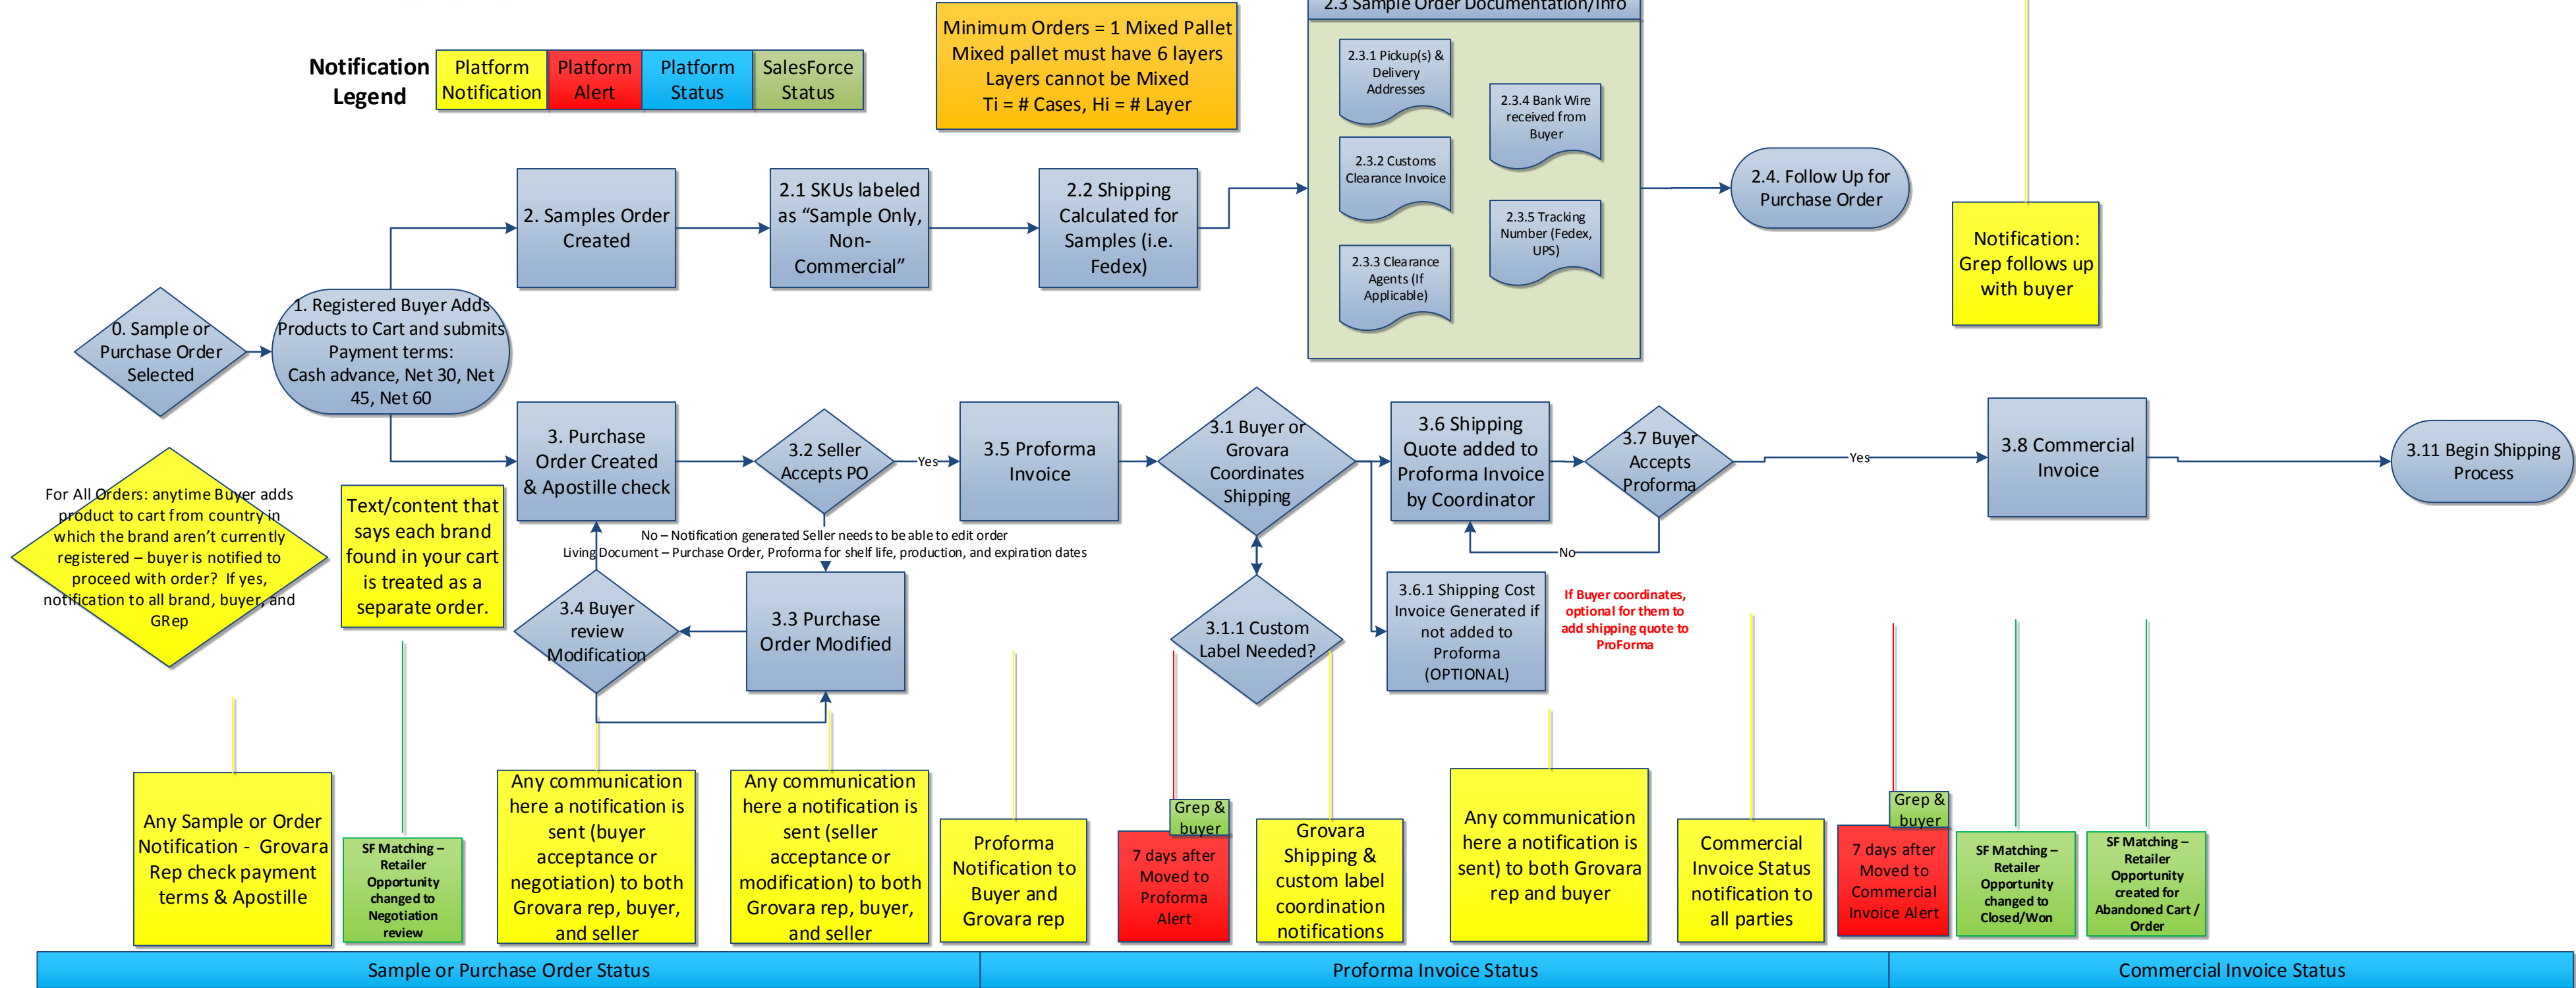 2.3 Sample Order Documentation/Info
Minimum Orders = 1 Mixed Pallet
Mixed pallet must have 6 layers
Layers cannot be Mixed
Ti = # Cases, Hi = # Layer
Notification
Legend
Platform
Notification
Platform
Alert
Platform
Status
SalesForce
Status
2.3.1 Pickup(s) &
Delivery
Addresses
2.3.2 Customs
Clearance Invoice
2.3.3 Clearance
Agents (If
Applicable)
2.3.4 Bank Wire
received from
Buyer
2.3.5 Tracking
Number (Fedex,
UPS)
2. Samples Order
Created
2.1 SKUs labeled
as “Sample Only,
Non-
Commercial”
2.2 Shipping
Calculated for
Samples (i.e.
Fedex)
2.4. Follow Up for
Purchase Order
Notification:
Grep follows up
with buyer
0. Sample or
Purchase Order
Selected
1. Registered Buyer Adds
Products to Cart and submits
Payment terms:
Cash advance, Net 30, Net
45, Net 60
3. Purchase
Order Created
& Apostille check
3.2 Seller
Accepts PO
Yes
3.5 Proforma
Invoice
3.1 Buyer or
Grovara
Coordinates
Shipping
3.6 Shipping
Quote added to
Proforma Invoice
by Coordinator
3.7 Buyer
Accepts
Proforma
Yes
3.8 Commercial
Invoice
3.11 Begin Shipping
Process
For All Orders: anytime Buyer adds
product to cart from country in
which the brand aren’t currently
registered – buyer is notified to
proceed with order?  If yes,
notification to all brand, buyer, and
GRep
Text/content that
says each brand
found in your cart
is treated as a
separate order.
No – Notification generated Seller needs to be able to edit order
Living Document – Purchase Order, Proforma for shelf life, production, and expiration dates
No
3.4 Buyer
review
Modification
3.3 Purchase
Order Modified
3.1.1 Custom
Label Needed?
3.6.1 Shipping Cost
Invoice Generated if
not added to
Proforma
(OPTIONAL)
If Buyer coordinates,
optional for them to
add shipping quote to
ProForma
Any Sample or Order
Notification -  Grovara
Rep check payment
terms & Apostille
SF Matching –
Retailer
Opportunity
changed to
Negotiation
review
Any communication
here a notification is
sent (buyer
acceptance or
negotiation) to both
Grovara rep, buyer,
and seller
Any communication
here a notification is
sent (seller
acceptance or
modification) to both
Grovara rep, buyer,
and seller
Proforma
Notification to
Buyer and
Grovara rep
Grep &
buyer
7 days after
Moved to
Proforma
Alert
Grovara
Shipping &
custom label
coordination
notifications
Any communication
here a notification is
sent) to both Grovara
rep and buyer
Commercial
Invoice Status
notification to
all parties
Grep &
buyer
7 days after
Moved to
Commercial
Invoice Alert
SF Matching –
Retailer
Opportunity
changed to
Closed/Won
SF Matching –
Retailer
Opportunity
created for
Abandoned Cart /
Order
Sample or Purchase Order Status
Proforma Invoice Status
Commercial Invoice Status